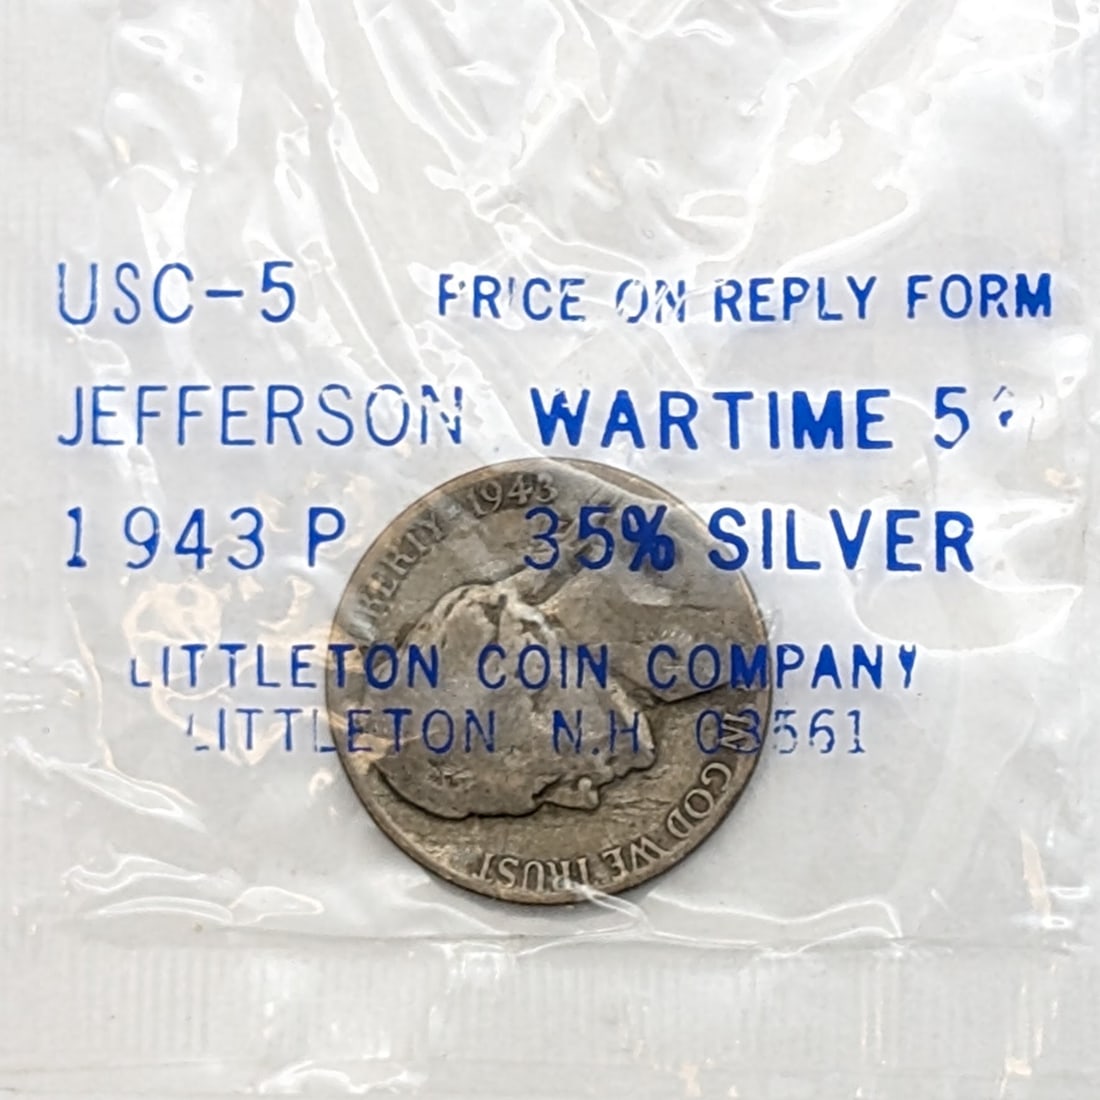 USC-5 PRICE ON REPLY FORM
JEFFERSON WARTIME 5¢
1943 P 35% SILVER
LITTLETON COIN COMPANY
LITTLETON N.H. 03561
LIBERTY 1943
IN GOD WE TRUST